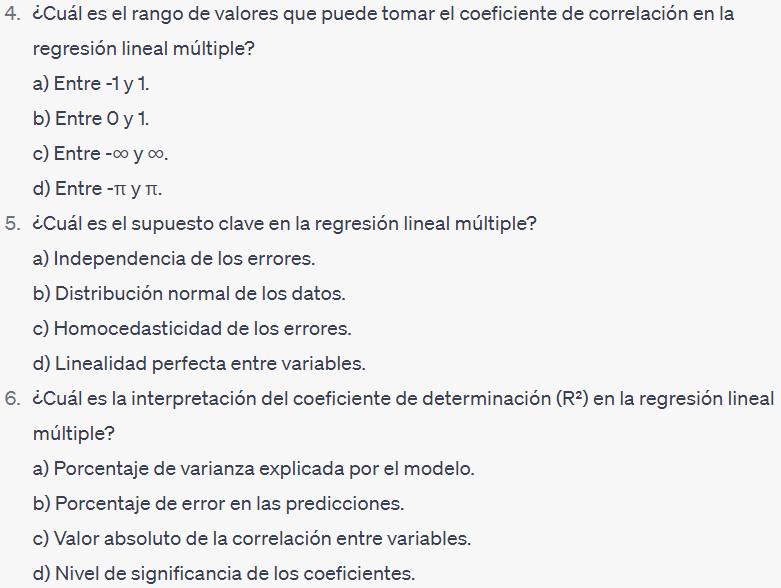 4. ¿Cuál es el rango de valores que puede tomar el coeficiente de correlación en la
regresión lineal múltiple?
a) Entre -1 y 1.
b) Entre 0 y 1.
c) Entre -∞ y ∞.
d) Entre -π y π.
5. ¿Cuál es el supuesto clave en la regresión lineal múltiple?
a) Independencia de los errores.
b) Distribución normal de los datos.
c) Homocedasticidad de los errores.
d) Linealidad perfecta entre variables.
6. ¿Cuál es la interpretación del coeficiente de determinación (R²) en la regresión lineal
múltiple?
a) Porcentaje de varianza explicada por el modelo.
b) Porcentaje de error en las predicciones.
c) Valor absoluto de la correlación entre variables.
d) Nivel de significancia de los coeficientes.